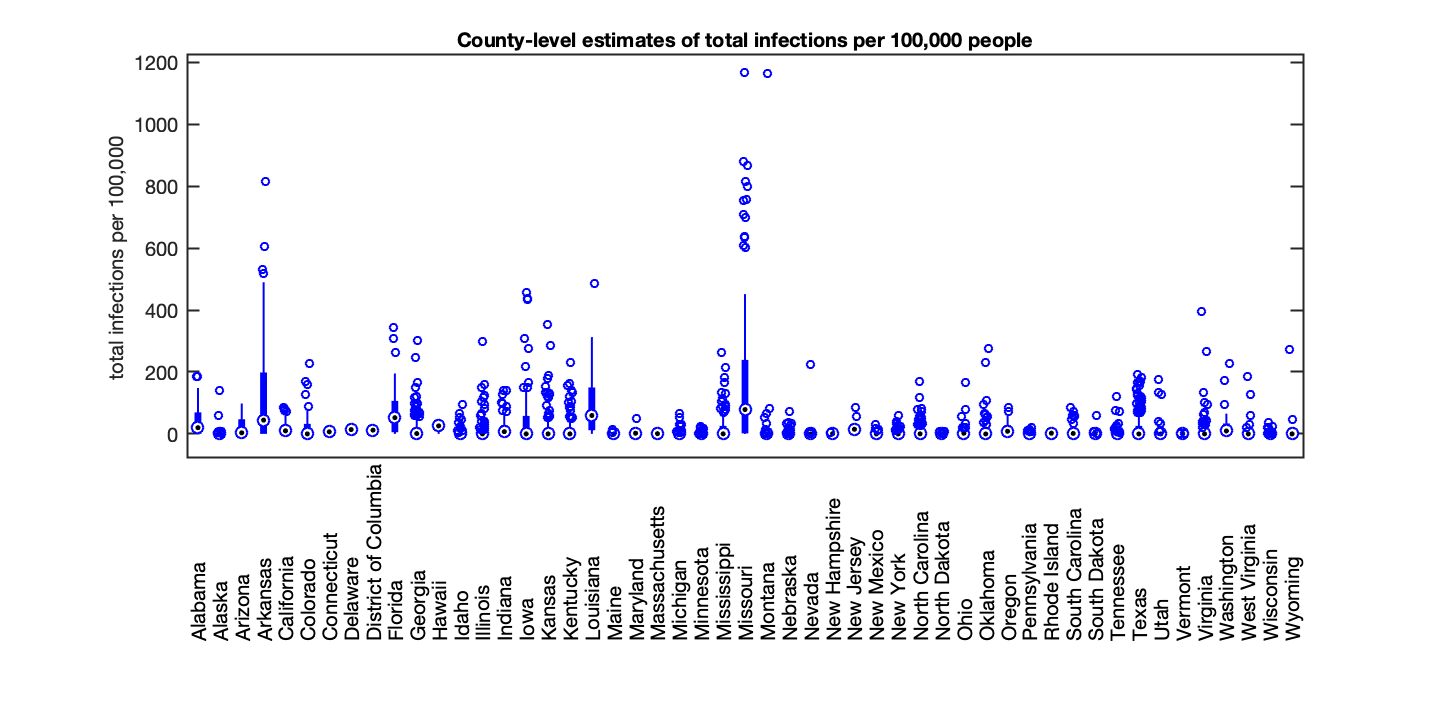 County-level estimates of total infections per 100,000 people
total infections per 100,000
1200
1000
800
600
400
200
0
Alabama
Alaska
Arizona
Arkansas
California
Colorado
Connecticut
Delaware
District of Columbia
Florida
Georgia
Hawaii
Idaho
Illinois
Indiana
Iowa
Kansas
Kentucky
Louisiana
Maine
Maryland
Massachusetts
Michigan
Minnesota
Mississippi
Missouri
Montana
Nebraska
Nevada
New Hampshire
New Jersey
New Mexico
New York
North Carolina
North Dakota
Ohio
Oklahoma
Oregon
Pennsylvania
Rhode Island
South Carolina
South Dakota
Tennessee
Texas
Utah
Vermont
Virginia
Washington
West Virginia
Wisconsin
Wyoming